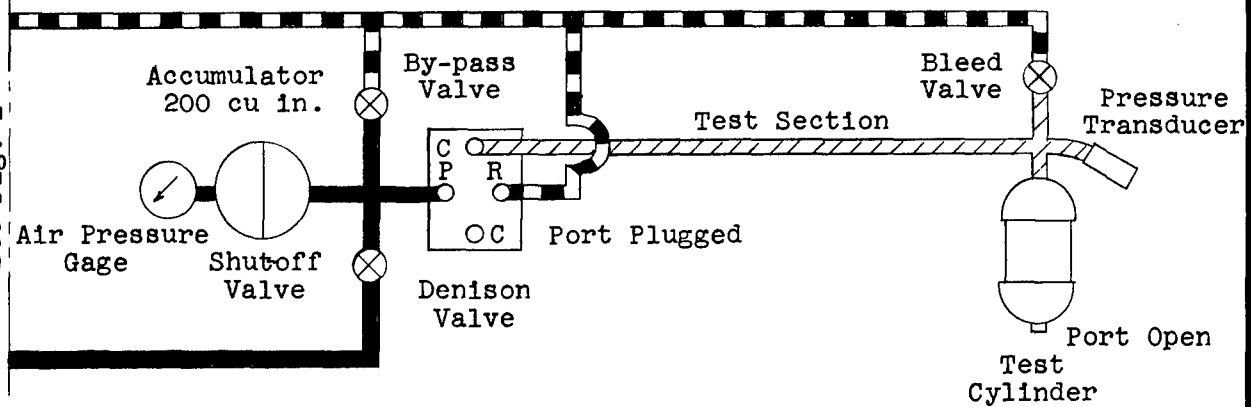 Accumulator
200 cu in.
By-pass
Valve
Bleed
Valve
Pressure
Transducer
Test Section
C
P R
C
Port Plugged
Air Pressure
Gage
Shutoff
Valve
Denison
Valve
Port Open
Test
Cylinder